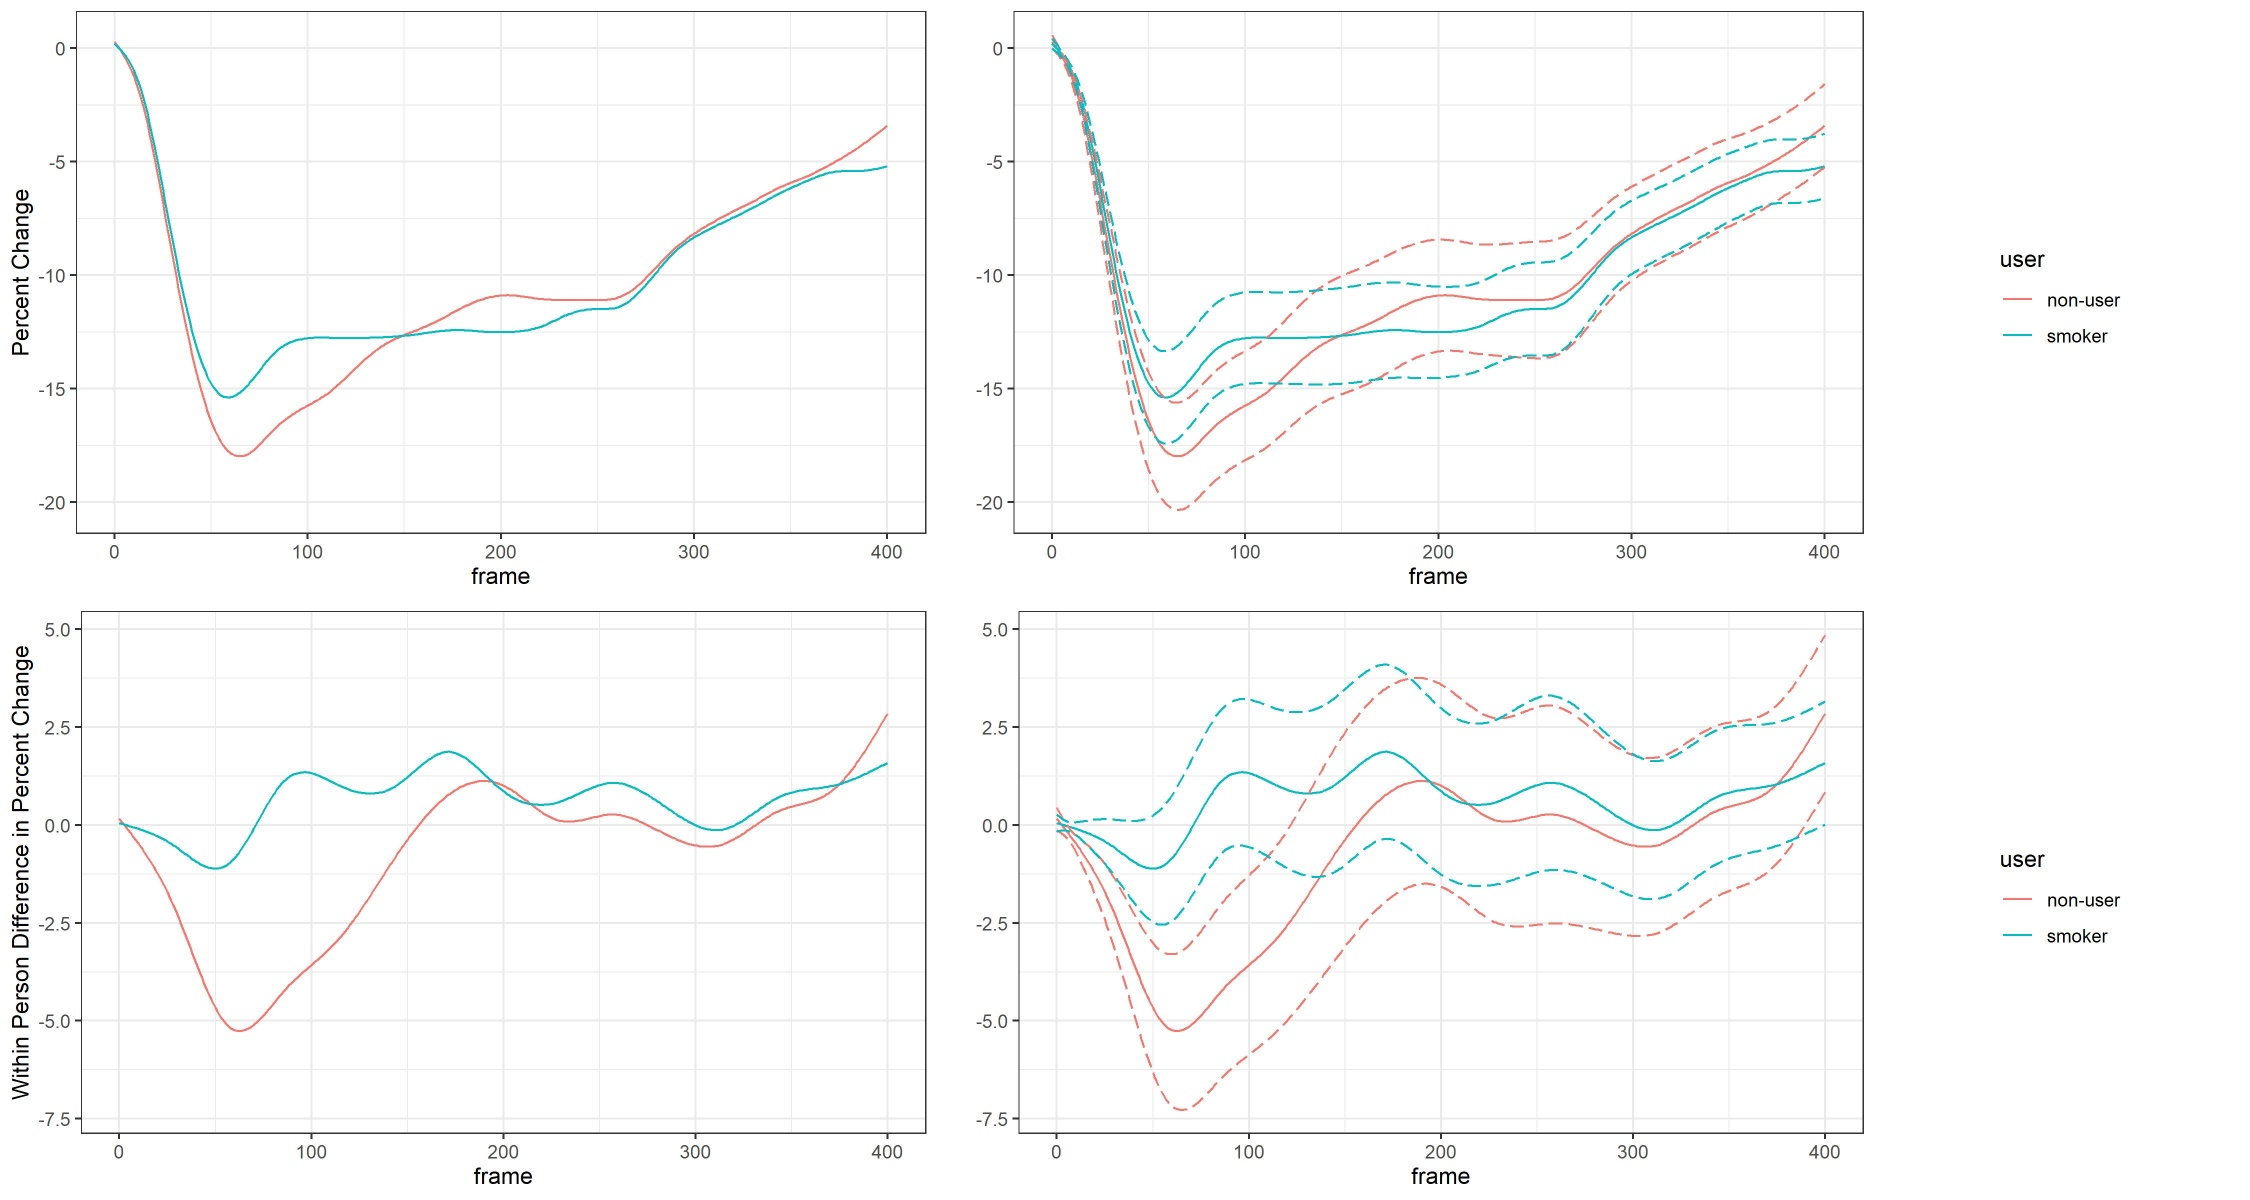 Percent Change
0
-5
-10
-15
-20
0 100 200 300 400
frame
0
-5
-10
-15
-20
0 100 200 300 400
frame
user
non-user
smoker
Within Person Difference in Percent Change
5.0
2.5
0.0
-2.5
-5.0
-7.5
0 100 200 300 400
frame
5.0
2.5
0.0
-2.5
-5.0
-7.5
0 100 200 300 400
frame
user
non-user
smoker